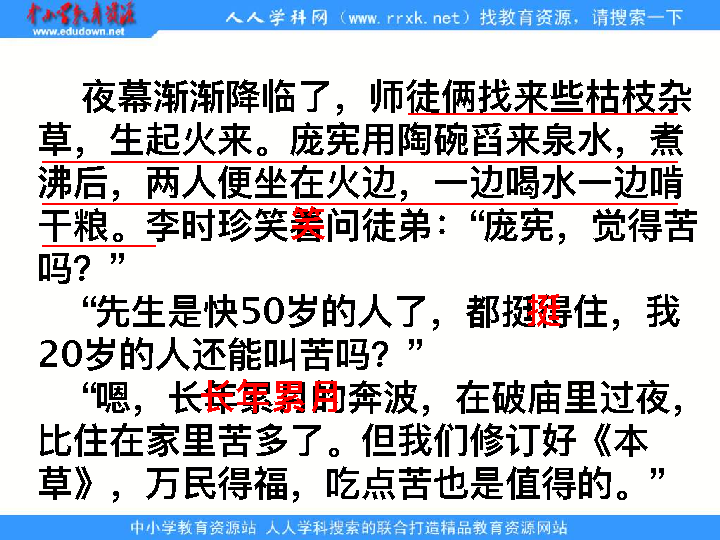 中小学教育资源
www.edudown.net
人人学科网（www.rrxk.net）找教育资源，请搜索一下
夜幕渐渐降临了，师徒俩找来些枯枝杂
草，生起火来。庞宪用陶碗舀来泉水，煮
沸后，两人便坐在火边，一边喝水一边啃
干粮。李时珍笑着问徒弟：“庞宪，觉得苦
笑
吗？”
“先生是快50岁的人了，都挺得住，我
挺
20岁的人还能叫苦吗？”
“嗯，长年累月的奔波，在破庙里过夜，
长年累月
比住在家里苦多了。但我们修订好《本
草》，万民得福，吃点苦也是值得的。”
中小学教育资源站 人人学科搜索的联合打造精品教育资源网站